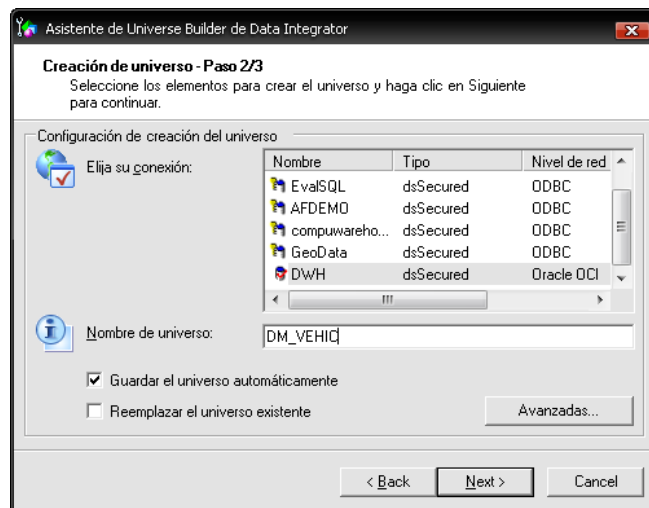 Asistente de Universe Builder de Data Integrator
Creación de universo - Paso 2/3
Seleccione los elementos para crear el universo y haga clic en Siguiente
para continuar.
Configuración de creación del universo
Elija su conexión:
Nombre Tipo Nivel de red
EvalSQL dsSecured ODBC
AFDEMO dsSecured ODBC
compuwareho... dsSecured ODBC
GeoData dsSecured ODBC
DWH dsSecured Oracle OCI
Nombre de universo: DM_VEHIC
Guardar el universo automáticamente
Reemplazar el universo existente Avanzadas...
< Back Next > Cancel